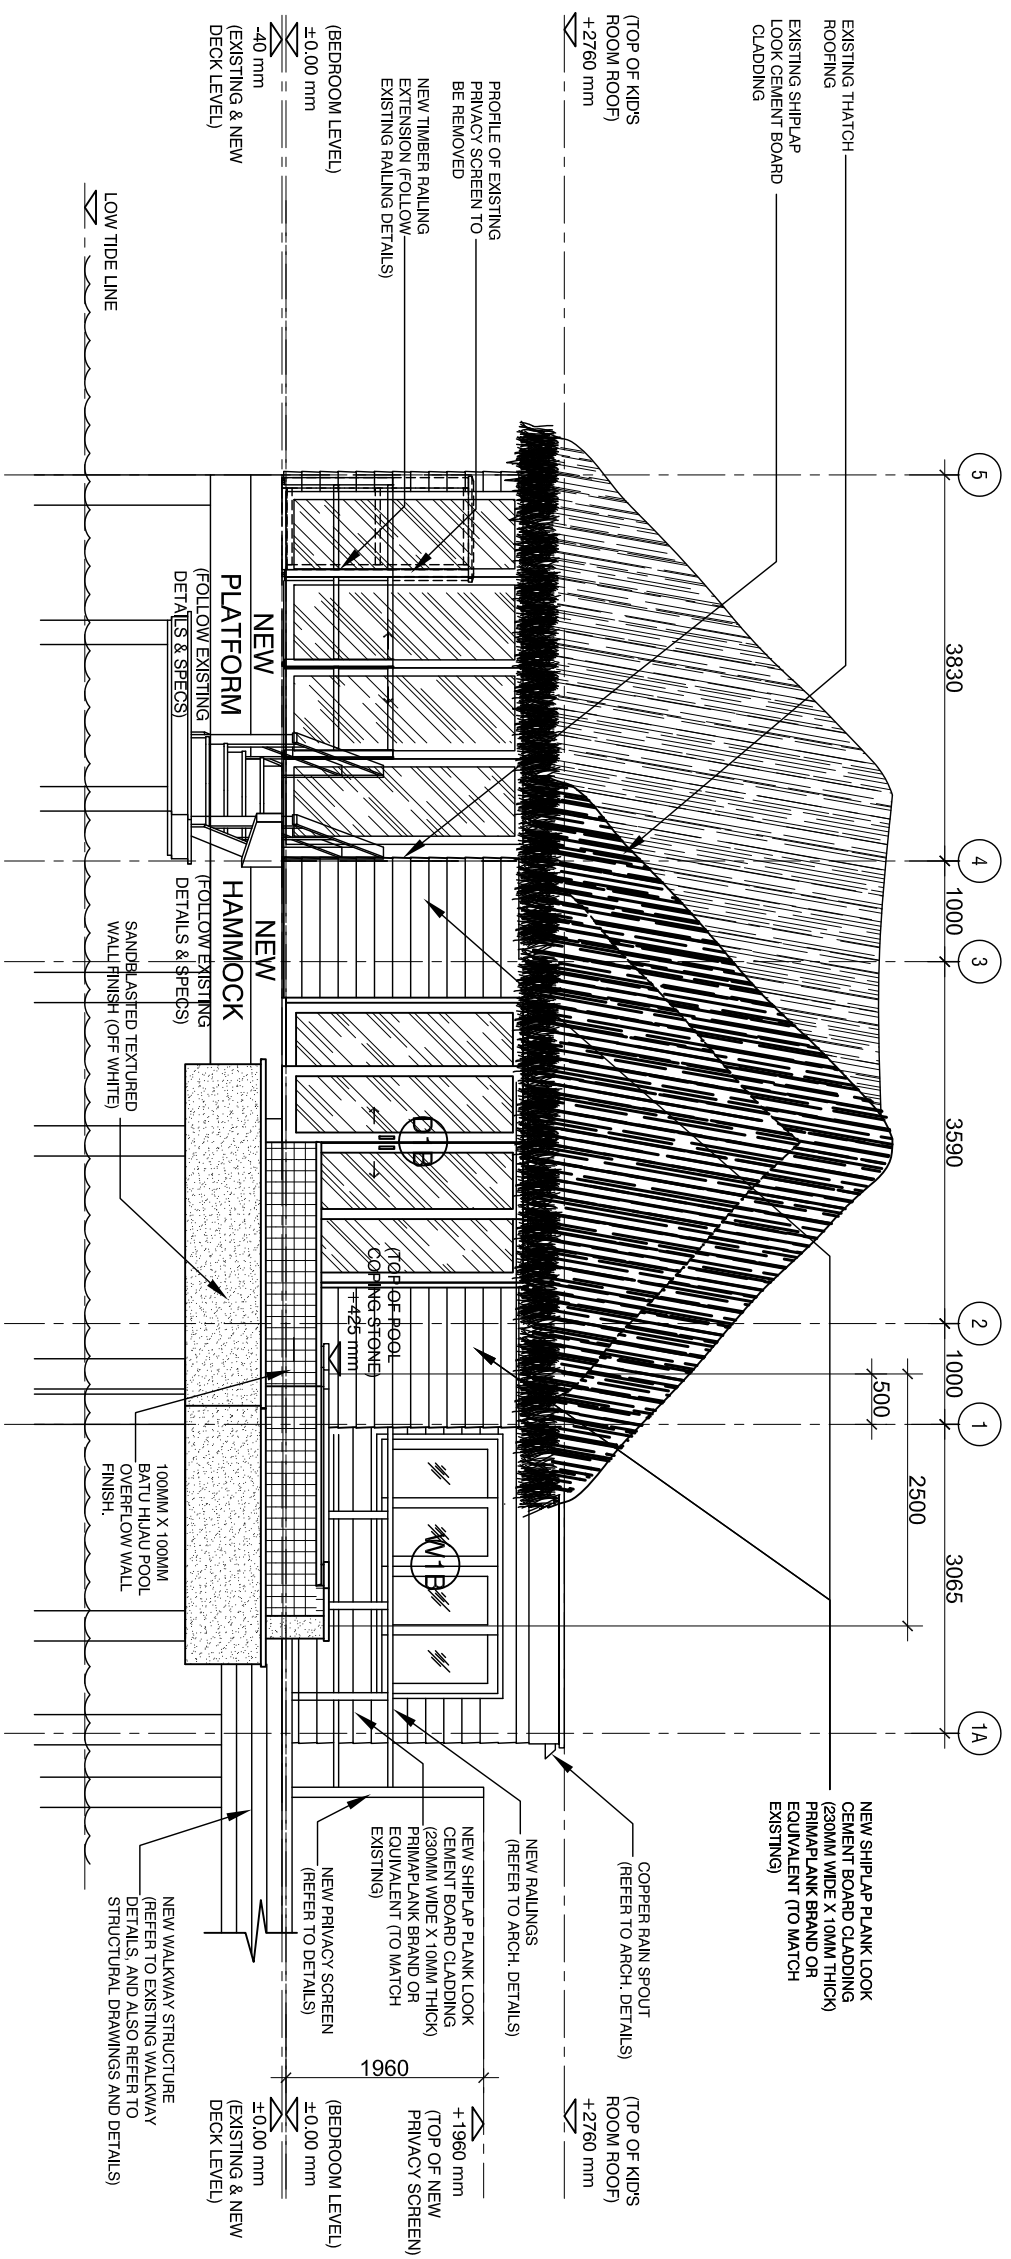 5
4
3
2
1
1A
3830
1000
3590
1000
3065
500
2500
EXISTING THATCH
ROOFING
EXISTING SHIPLAP
LOOK CEMENT BOARD
CLADDING
(TOP OF KID'S
ROOM ROOF)
+2760 mm
PROFILE OF EXISTING
PRIVACY SCREEN TO
BE REMOVED
NEW TIMBER RAILING
EXTENSION (FOLLOW
EXISTING RAILING DETAILS)
(BEDROOM LEVEL)
±0.00 mm
-40 mm
(EXISTING & NEW
DECK LEVEL)
LOW TIDE LINE
NEW
PLATFORM
(FOLLOW EXISTING
DETAILS & SPECS)
NEW
HAMMOCK
(FOLLOW EXISTING
DETAILS & SPECS)
SANDBLASTED TEXTURED
WALL FINISH (OFF WHITE)
D1B
(TOP OF POOL
COPING STONE)
+425 mm
W1B
100MM X 100MM
BATU HIJAU POOL
OVERFLOW WALL
FINISH.
NEW SHIPLAP PLANK LOOK
CEMENT BOARD CLADDING
(230MM WIDE X 10MM THICK)
PRIMAPLANK BRAND OR
EQUIVALENT (TO MATCH
EXISTING)
COPPER RAIN SPOUT
(REFER TO ARCH. DETAILS)
NEW RAILINGS
(REFER TO ARCH. DETAILS)
NEW SHIPLAP PLANK LOOK
CEMENT BOARD CLADDING
(230MM WIDE X 10MM THICK)
PRIMAPLANK BRAND OR
EQUIVALENT (TO MATCH
EXISTING)
NEW PRIVACY SCREEN
(REFER TO DETAILS)
NEW WALKWAY STRUCTURE
(REFER TO EXISTING WALKWAY
DETAILS, AND ALSO REFER TO
STRUCTURAL DRAWINGS AND DETAILS)
1960
(TOP OF KID'S
ROOM ROOF)
+2760 mm
+1960 mm
(TOP OF NEW
PRIVACY SCREEN)
(BEDROOM LEVEL)
±0.00 mm
±0.00 mm
(EXISTING & NEW
DECK LEVEL)